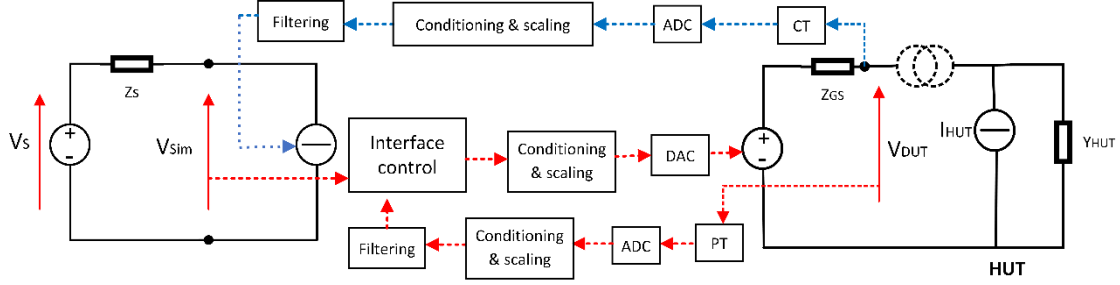 Filtering
Conditioning & scaling
ADC
CT
ZS
ZGS
VS
VSim
Interface
control
Conditioning
& scaling
DAC
VDUT
IHUT
YHUT
Filtering
Conditioning
& scaling
ADC
PT
HUT